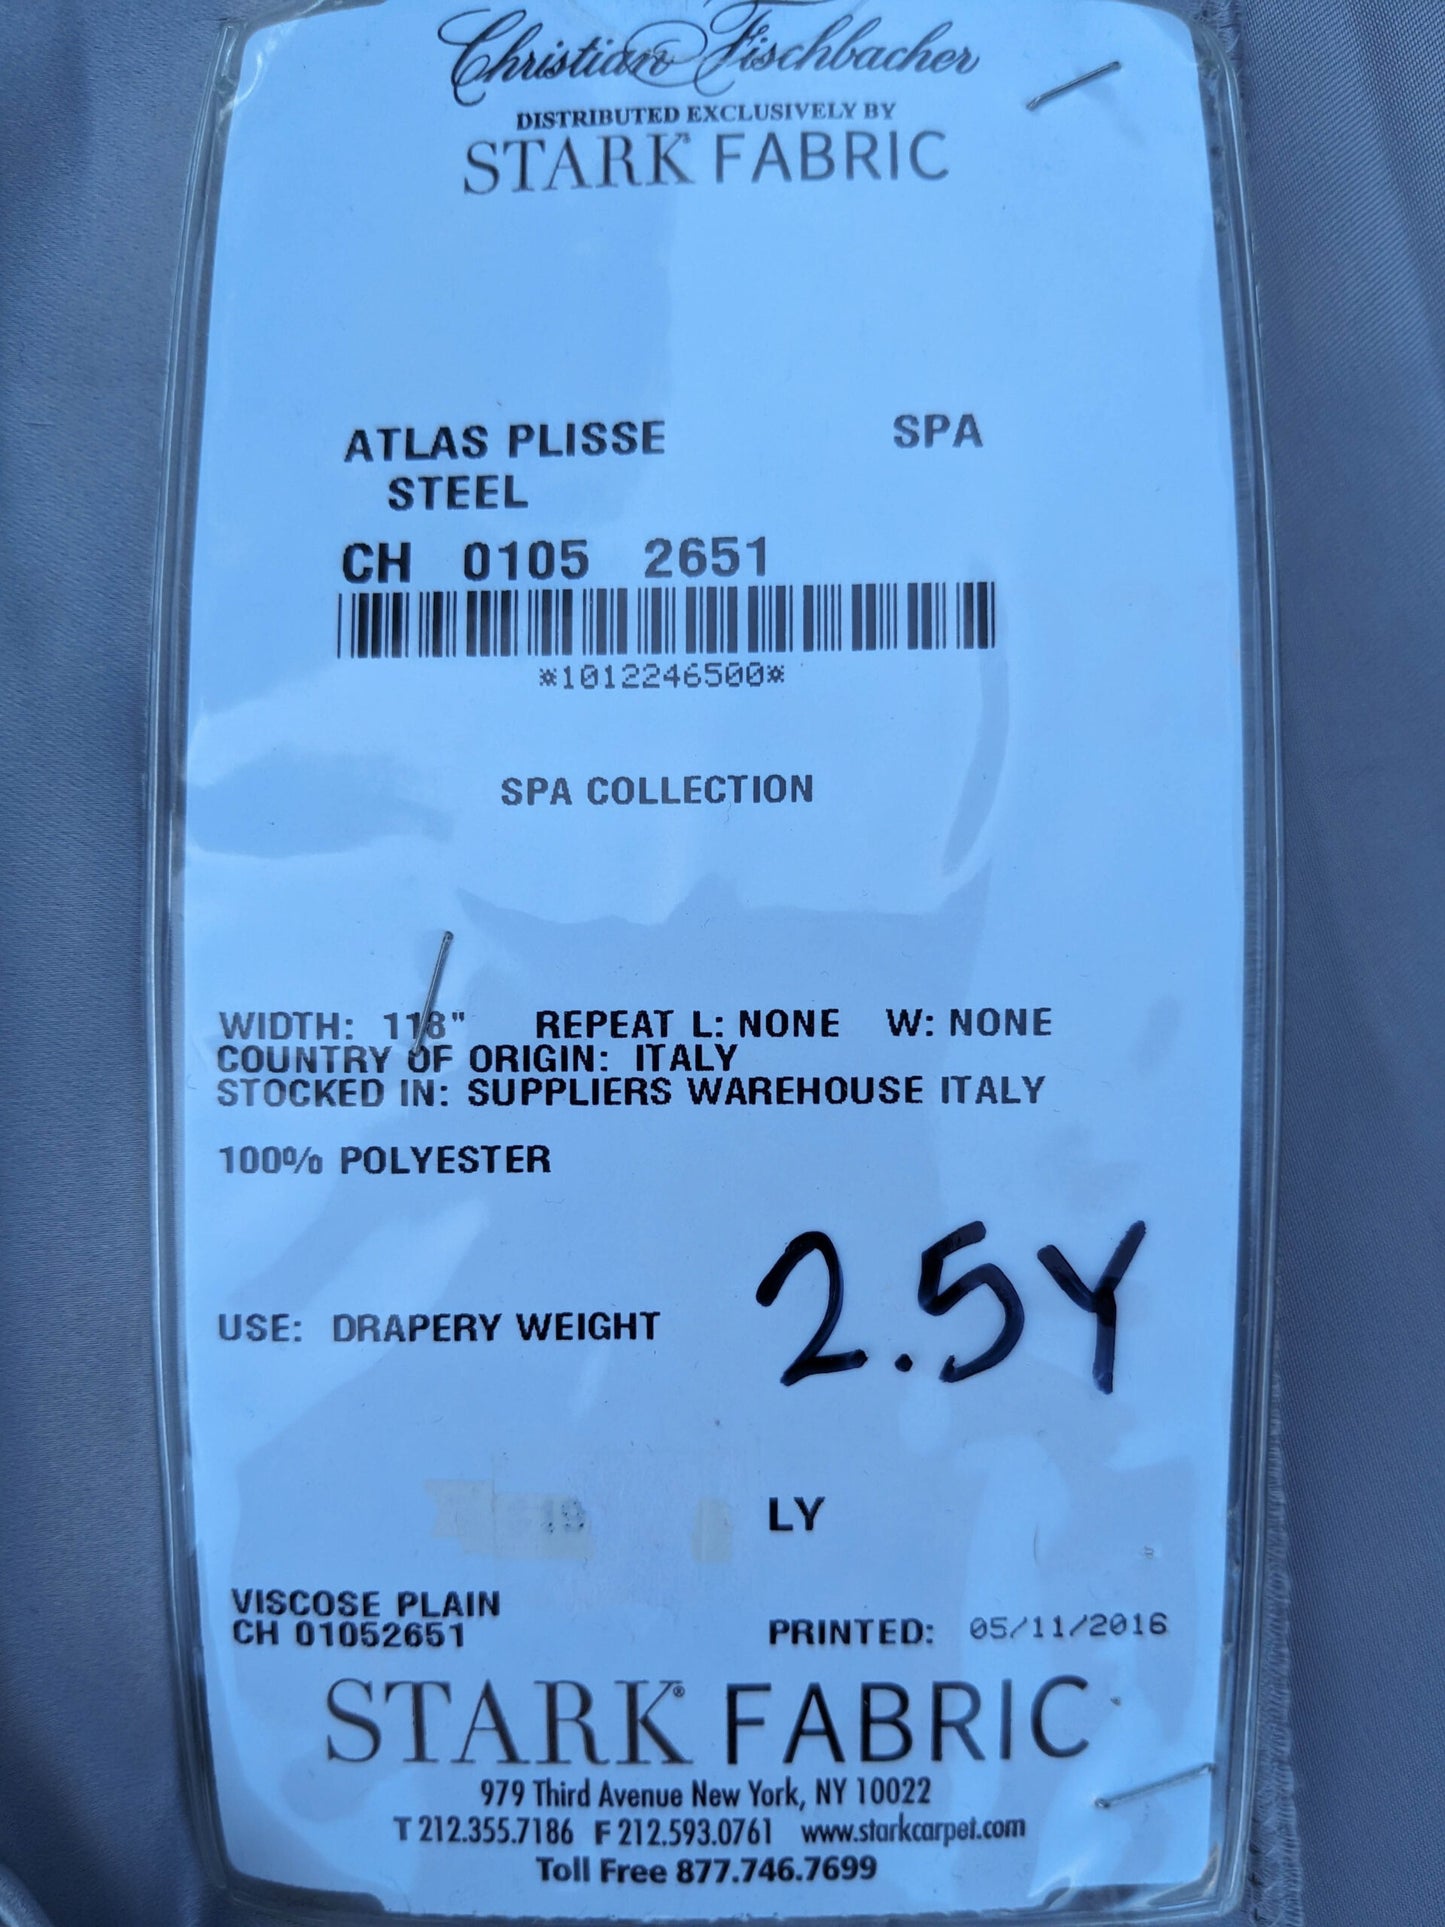 Christian Fischbacher
DISTRIBUTED EXCLUSIVELY BY
STARK® FABRIC
ATLAS PLISSE SPA
STEEL
CH 0105 2651
*1012246500*
SPA COLLECTION
WIDTH: 118" REPEAT L: NONE W: NONE
COUNTRY OF ORIGIN: ITALY
STOCKED IN: SUPPLIERS WAREHOUSE ITALY
100% POLYESTER
2.5Y
USE: DRAPERY WEIGHT
LY
VISCOSE PLAIN
CH 01052651 PRINTED: 05/11/2016
STARK® FABRIC
979 Third Avenue New York, NY 10022
T 212.355.7186 F 212.593.0761 www.starkcarpet.com
Toll Free 877.746.7699